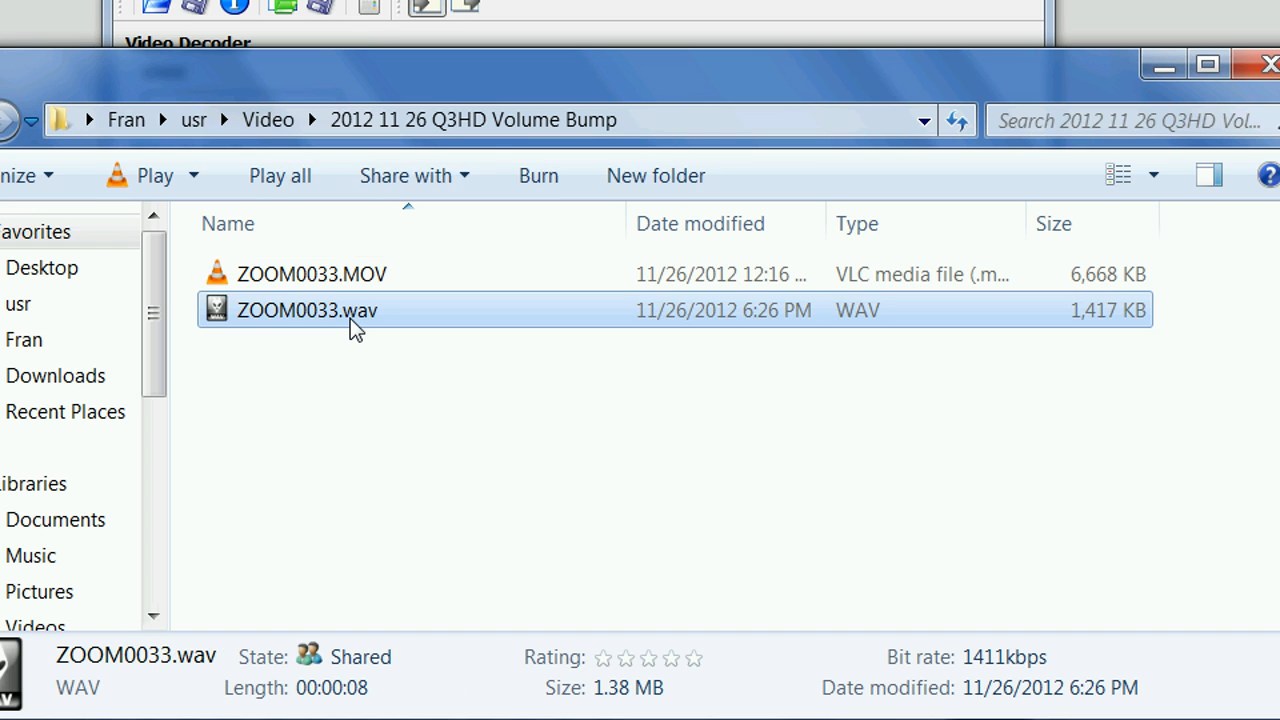 Video Decoder
Fran usr Video 2012 11 26 Q3HD Volume Bump Search 2012 11 26 Q3HD Vol...
nize Play Play all Share with Burn New folder
avorites
Name Date modified Type Size
Desktop
ZOOM0033.MOV 11/26/2012 12:16 ... VLC media file (.m... 6,668 KB
usr
ZOOM0033.wav 11/26/2012 6:26 PM WAV 1,417 KB
Fran
Downloads
Recent Places
ibraries
Documents
Music
Pictures
Videos
ZOOM0033.wav State: Shared Rating: Bit rate: 1411kbps
WAV Length: 00:00:08 Size: 1.38 MB Date modified: 11/26/2012 6:26 PM